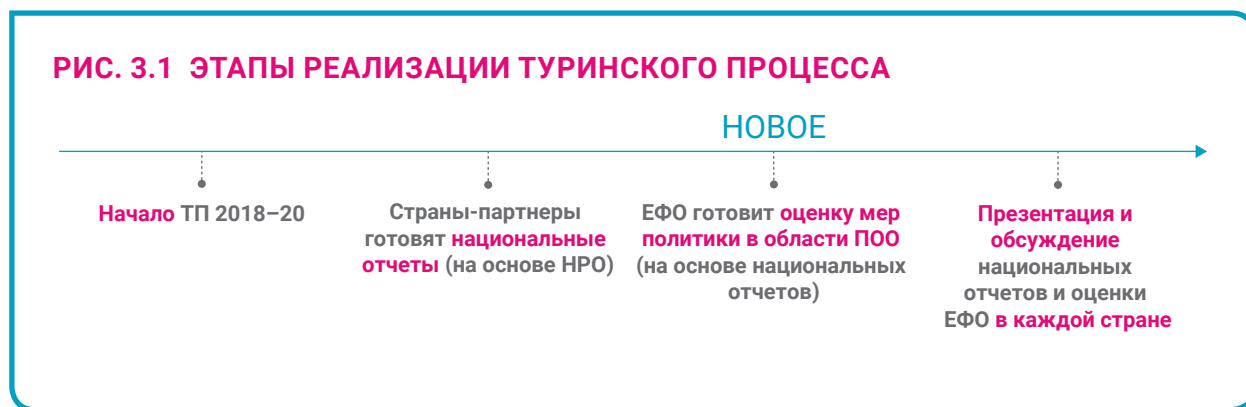 РИС. 3.1 ЭТАПЫ РЕАЛИЗАЦИИ ТУРИНСКОГО ПРОЦЕССА
НОВОЕ
Начало ТП 2018–20
Страны-партнеры
готовят национальные
отчеты (на основе НРО)
ЕФО готовит оценку мер
политики в области ПОО
(на основе национальных
отчетов)
Презентация и
обсуждение
национальных
отчетов и оценки
ЕФО в каждой стране